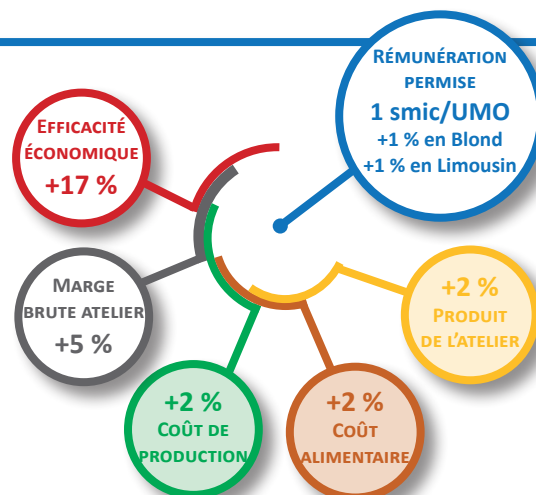 RÉMUNÉRATION
PERMISE
1 smic/UMO
+1 % en Blond
+1 % en Limousin
EFFICACITÉ
ÉCONOMIQUE
+17 %
MARGE
BRUTE ATELIER
+5 %
+2 %
PRODUIT
DE L'ATELIER
+2 %
COÛT DE
PRODUCTION
+2 %
COÛT
ALIMENTAIRE